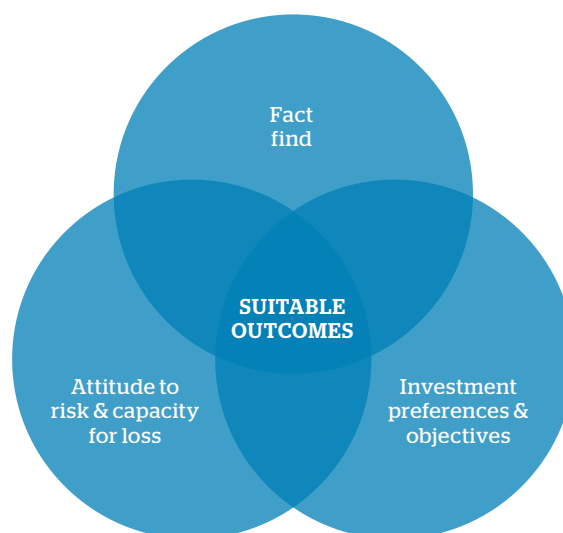 Fact
find
SUITABLE
OUTCOMES
Attitude to
risk & capacity
for loss
Investment
preferences &
objectives